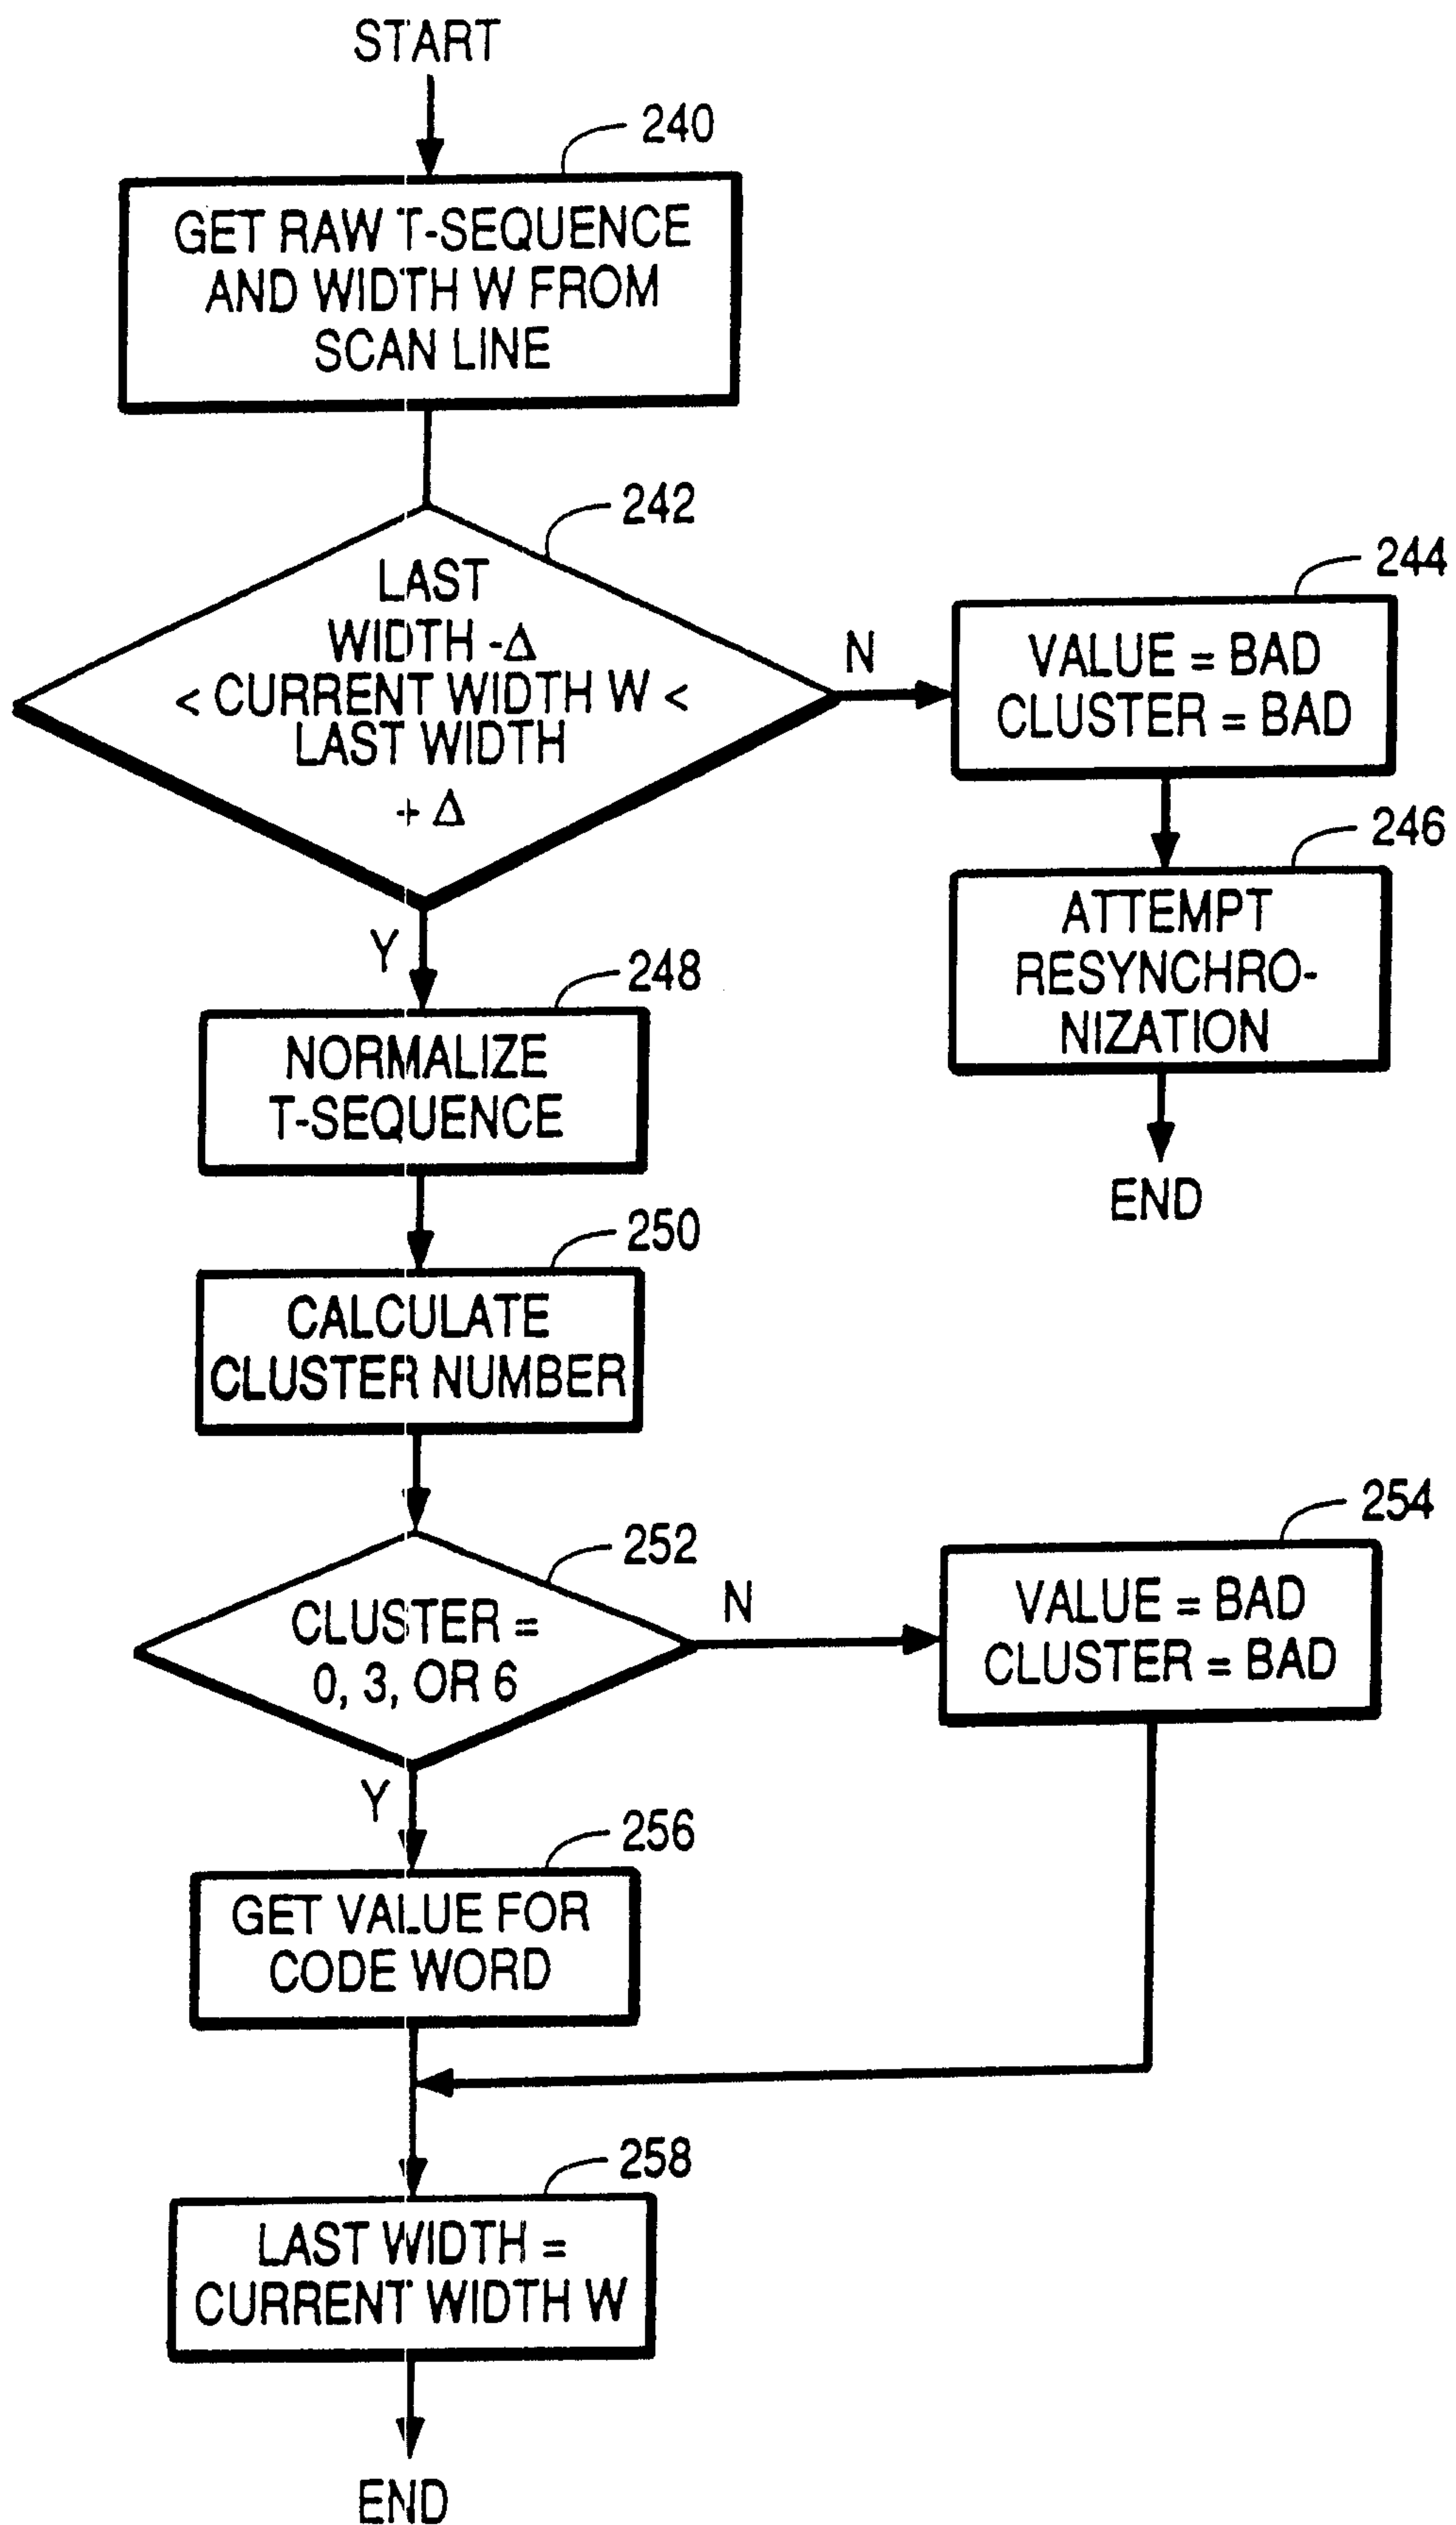 START
240
GET RAW T-SEQUENCE
AND WIDTH W FROM
SCAN LINE
242
LAST
WIDTH -Δ
< CURRENT WIDTH W <
LAST WIDTH
+ Δ
N
244
VALUE = BAD
CLUSTER = BAD
246
ATTEMPT
RESYNCHRO-
NIZATION
END
Y
248
NORMALIZE
T-SEQUENCE
250
CALCULATE
CLUSTER NUMBER
252
CLUSTER =
0, 3, OR 6
N
254
VALUE = BAD
CLUSTER = BAD
Y
256
GET VALUE FOR
CODE WORD
258
LAST WIDTH =
CURRENT WIDTH W
END